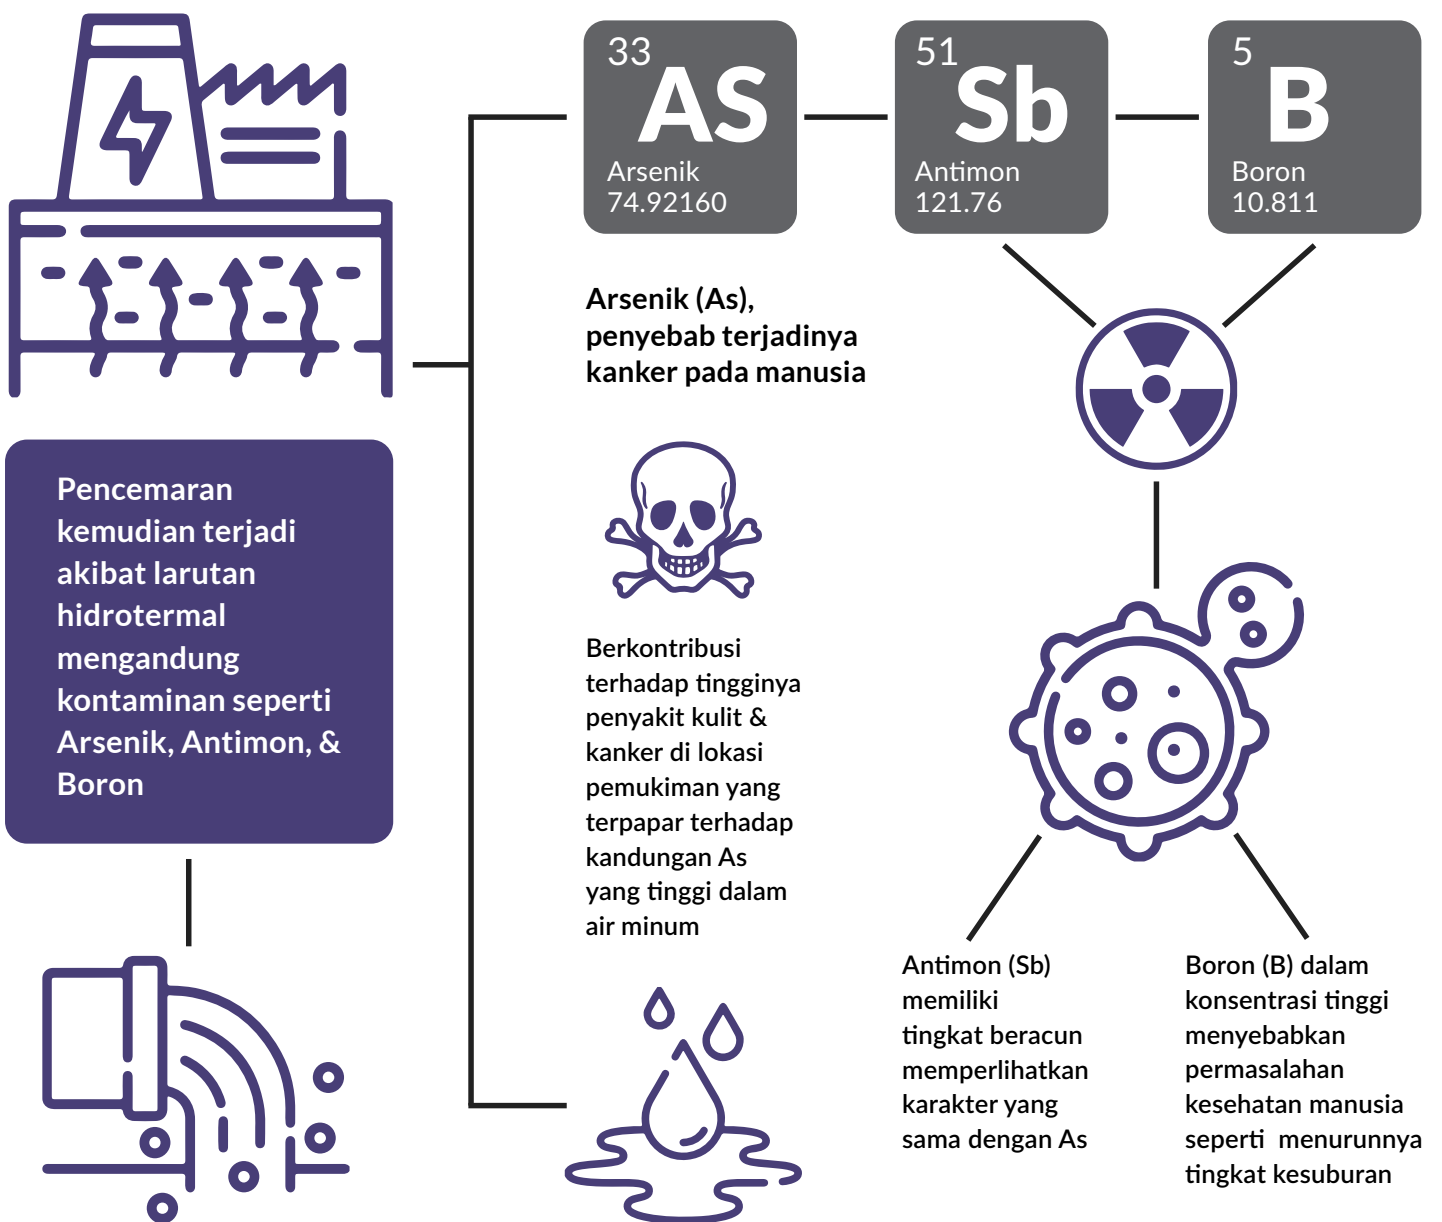 33
AS
Arsenik
74.92160
51
Sb
Antimon
121.76
5
B
Boron
10.811
Arsenik (As),
penyebab terjadinya
kanker pada manusia
Pencemaran
kemudian terjadi
akibat larutan
hidrotermal
mengandung
kontaminan seperti
Arsenik, Antimon, &
Boron
Berkontribusi
terhadap tingginya
penyakit kulit &
kanker di lokasi
pemukiman yang
terpapar terhadap
kandungan As
yang tinggi dalam
air minum
Antimon (Sb)
memiliki
tingkat beracun
memperlihatkan
karakter yang
sama dengan As
Boron (B) dalam
konsentrasi tinggi
menyebabkan
permasalahan
kesehatan manusia
seperti  menurunnya
tingkat kesuburan